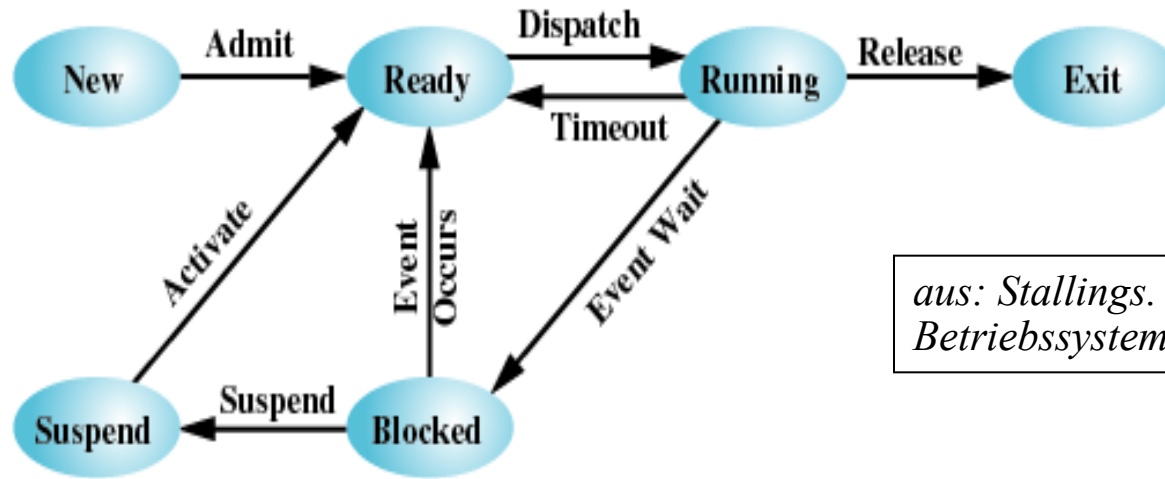 New
Admit
Ready
Dispatch
Timeout
Running
Release
Exit
Activate
Event
Occurs
Event Wait
Suspend
Suspend
Blocked
aus: Stallings.
Betriebssystem